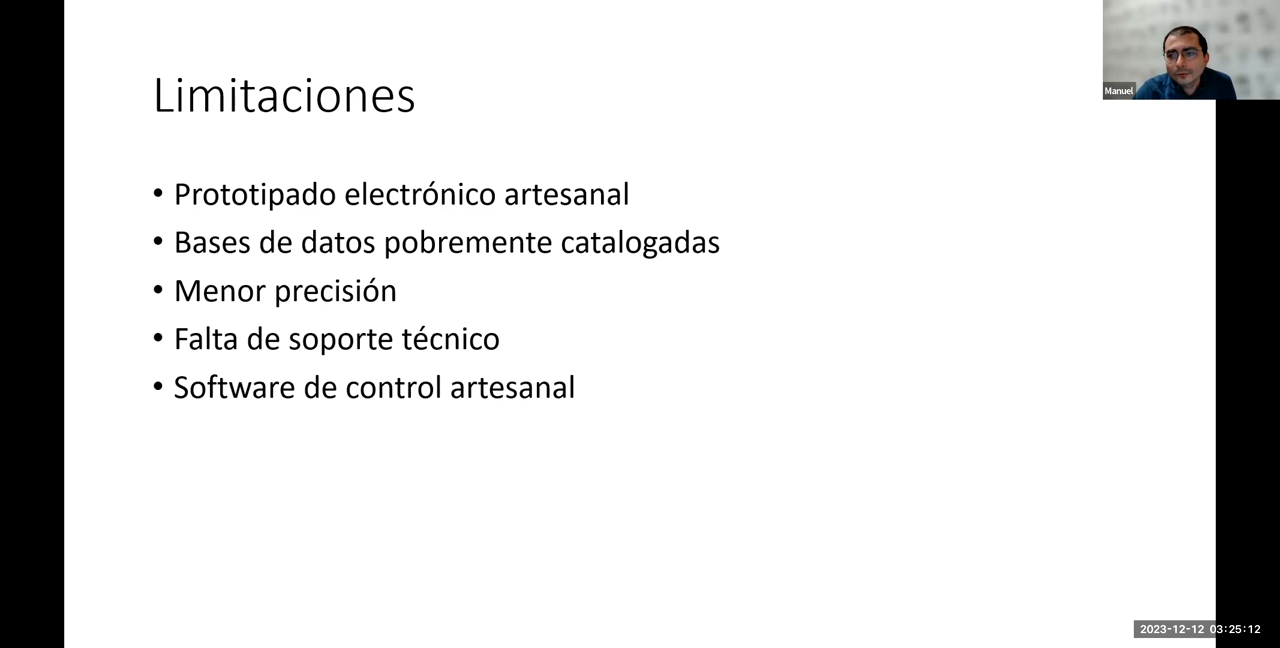 Limitaciones
Manuel
• Prototipado electrónico artesanal
• Bases de datos pobremente catalogadas
• Menor precisión
• Falta de soporte técnico
• Software de control artesanal
2023-12-12 03:25:12